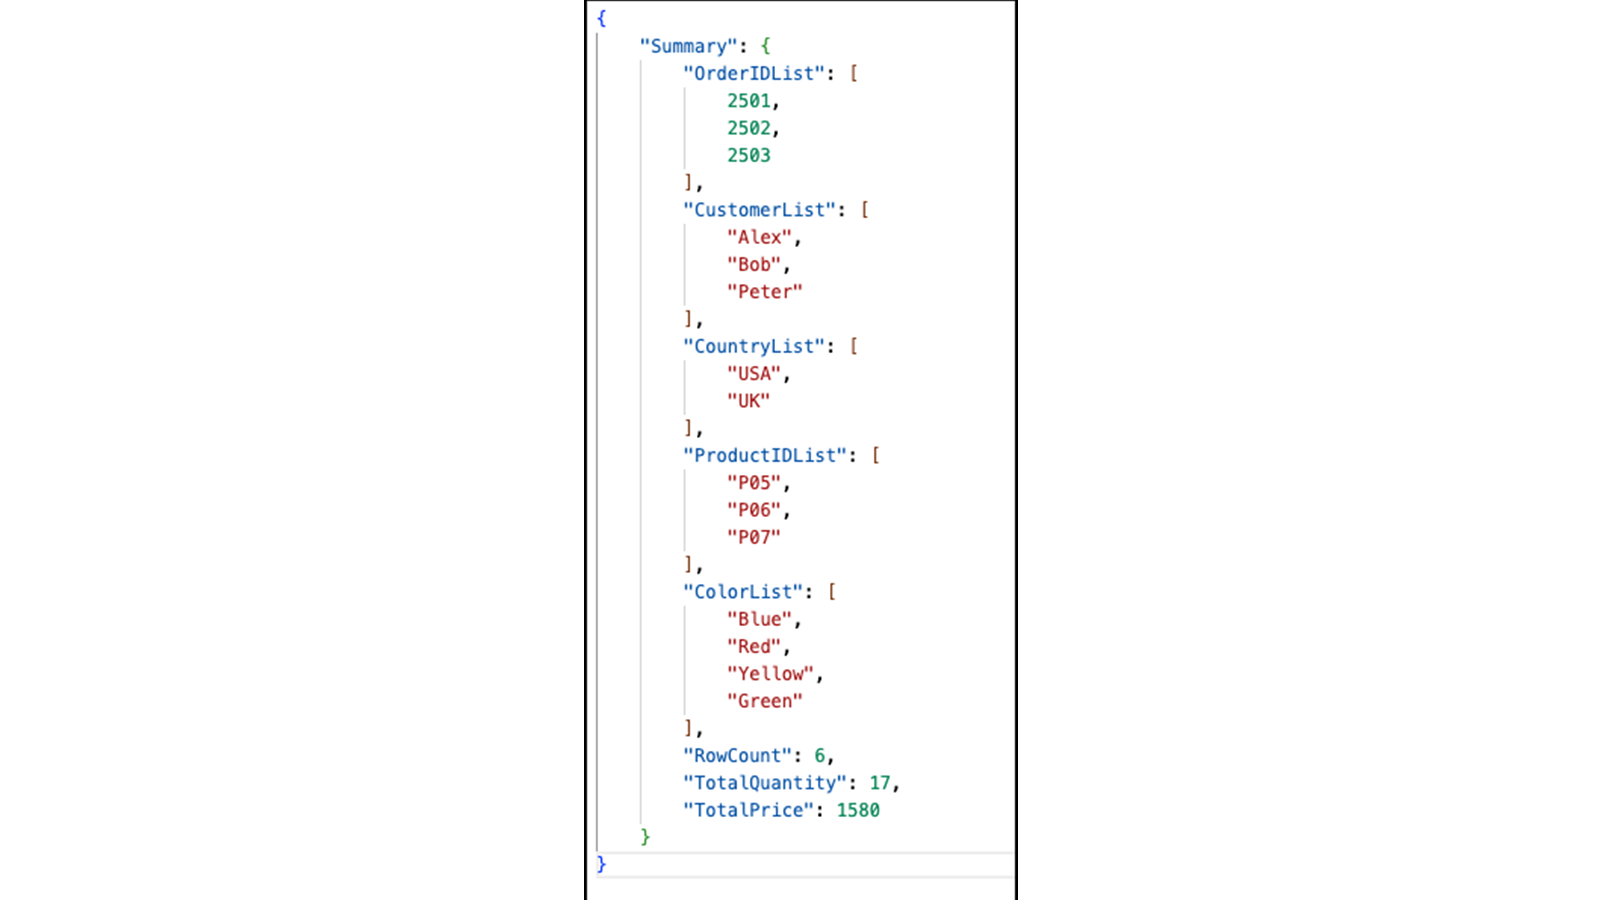 {
"Summary": {
"OrderIDList": [
2501,
2502,
2503
],
"CustomerList": [
"Alex",
"Bob",
"Peter"
],
"CountryList": [
"USA",
"UK"
],
"ProductIDList": [
"P05",
"P06",
"P07"
],
"ColorList": [
"Blue",
"Red",
"Yellow",
"Green"
],
"RowCount": 6,
"TotalQuantity": 17,
"TotalPrice": 1580
}
}